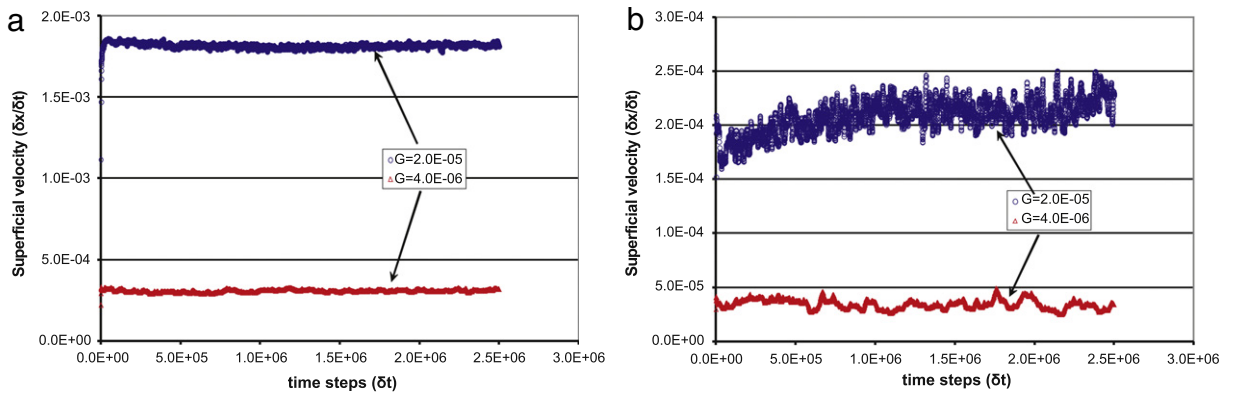 a
2.0E-03
1.5E-03
1.0E-03
5.0E-04
0.0E+00
Superficial velocity (δx/δt)
G=2.0E-05
G=4.0E-06
0.0E+00 5.0E+05 1.0E+06 1.5E+06 2.0E+06 2.5E+06 3.0E+06
time steps (δt)
b
3.0E-04
2.5E-04
2.0E-04
1.5E-04
1.0E-04
5.0E-05
0.0E+00
Superficial velocity (δx/δt)
G=2.0E-05
G=4.0E-06
0.0E+00 5.0E+05 1.0E+06 1.5E+06 2.0E+06 2.5E+06 3.0E+06
time steps (δt)